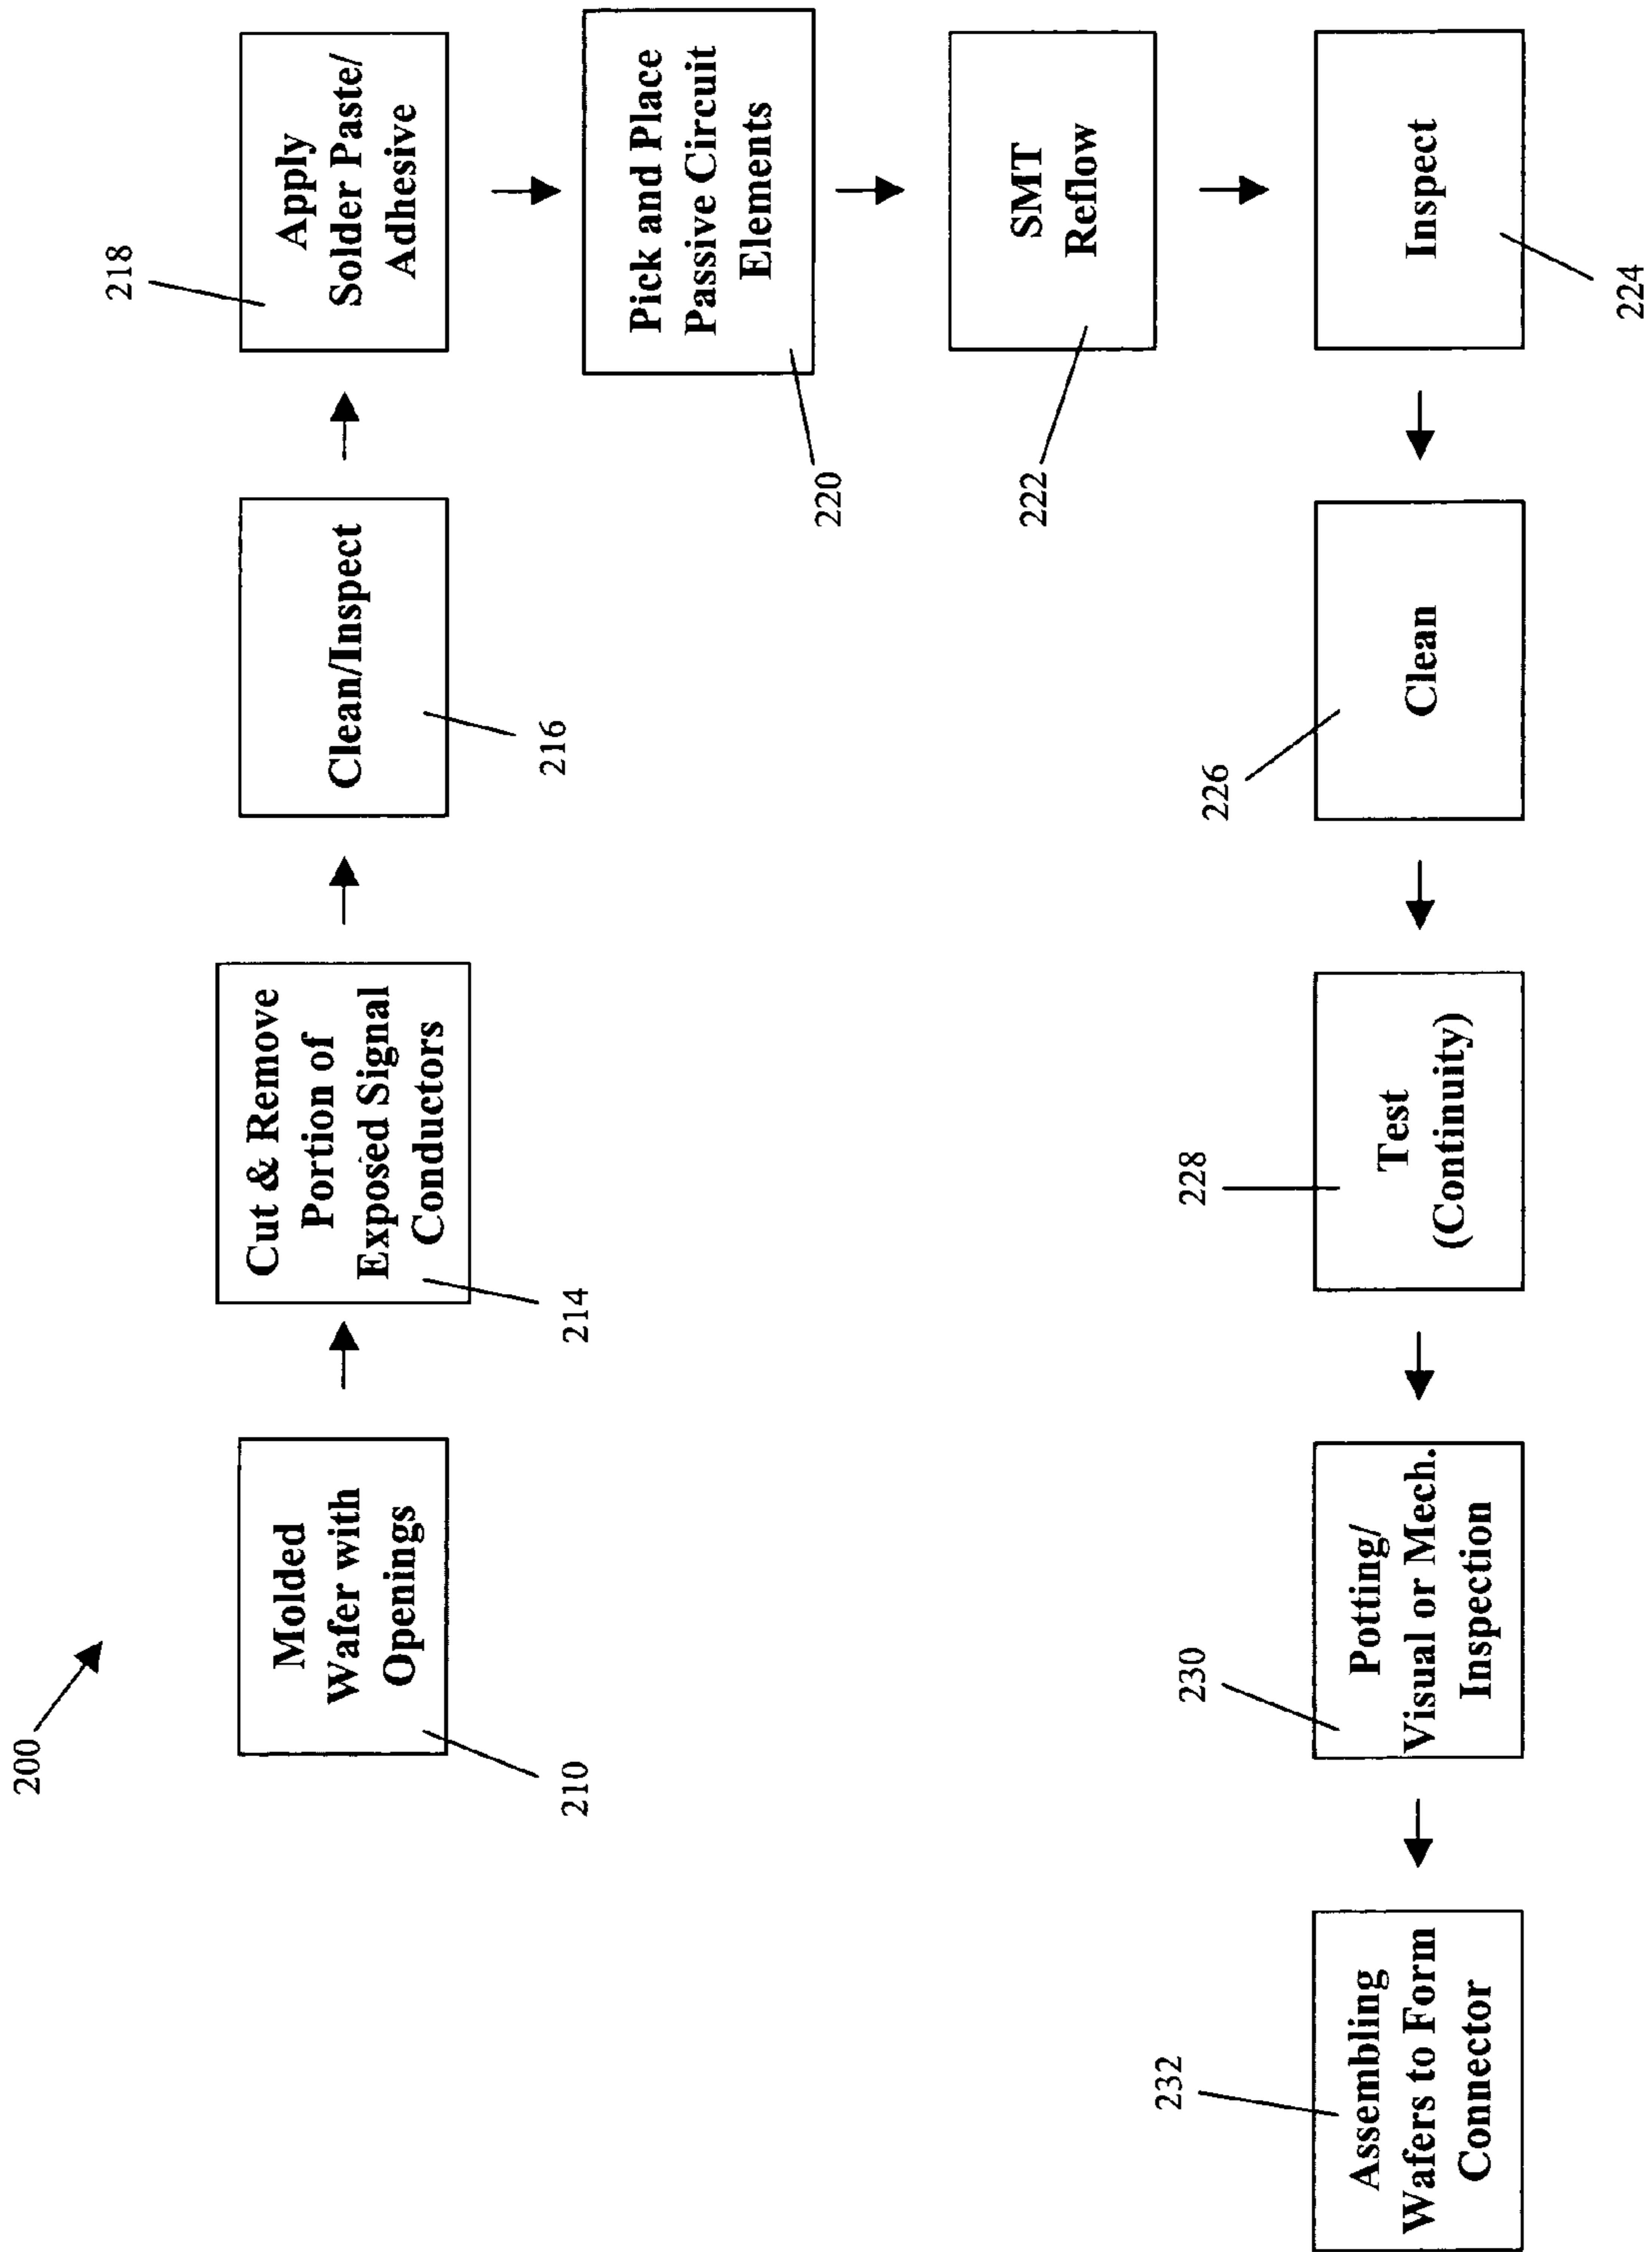 200
Molded
Wafer with
Openings
210
Cut & Remove
Portion of
Exposed Signal
Conductors
214
Clean/Inspect
216
Apply
Solder Paste/
Adhesive
218
Pick and Place
Passive Circuit
Elements
220
SMT
Reflow
222
Inspect
224
Clean
226
Test
(Continuity)
228
Potting/
Visual or Mech.
Inspection
230
Assembling
Wafers to Form
Connector
232